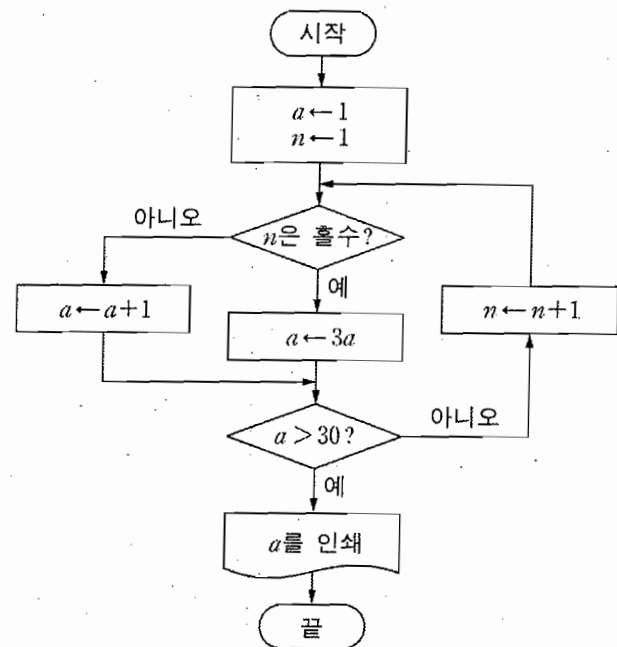 시작
a←1
n←1
아니오
n은 홀수?
예
a←a+1
a←3a
n←n+1
아니오
a>30?
예
a를 인쇄
끝